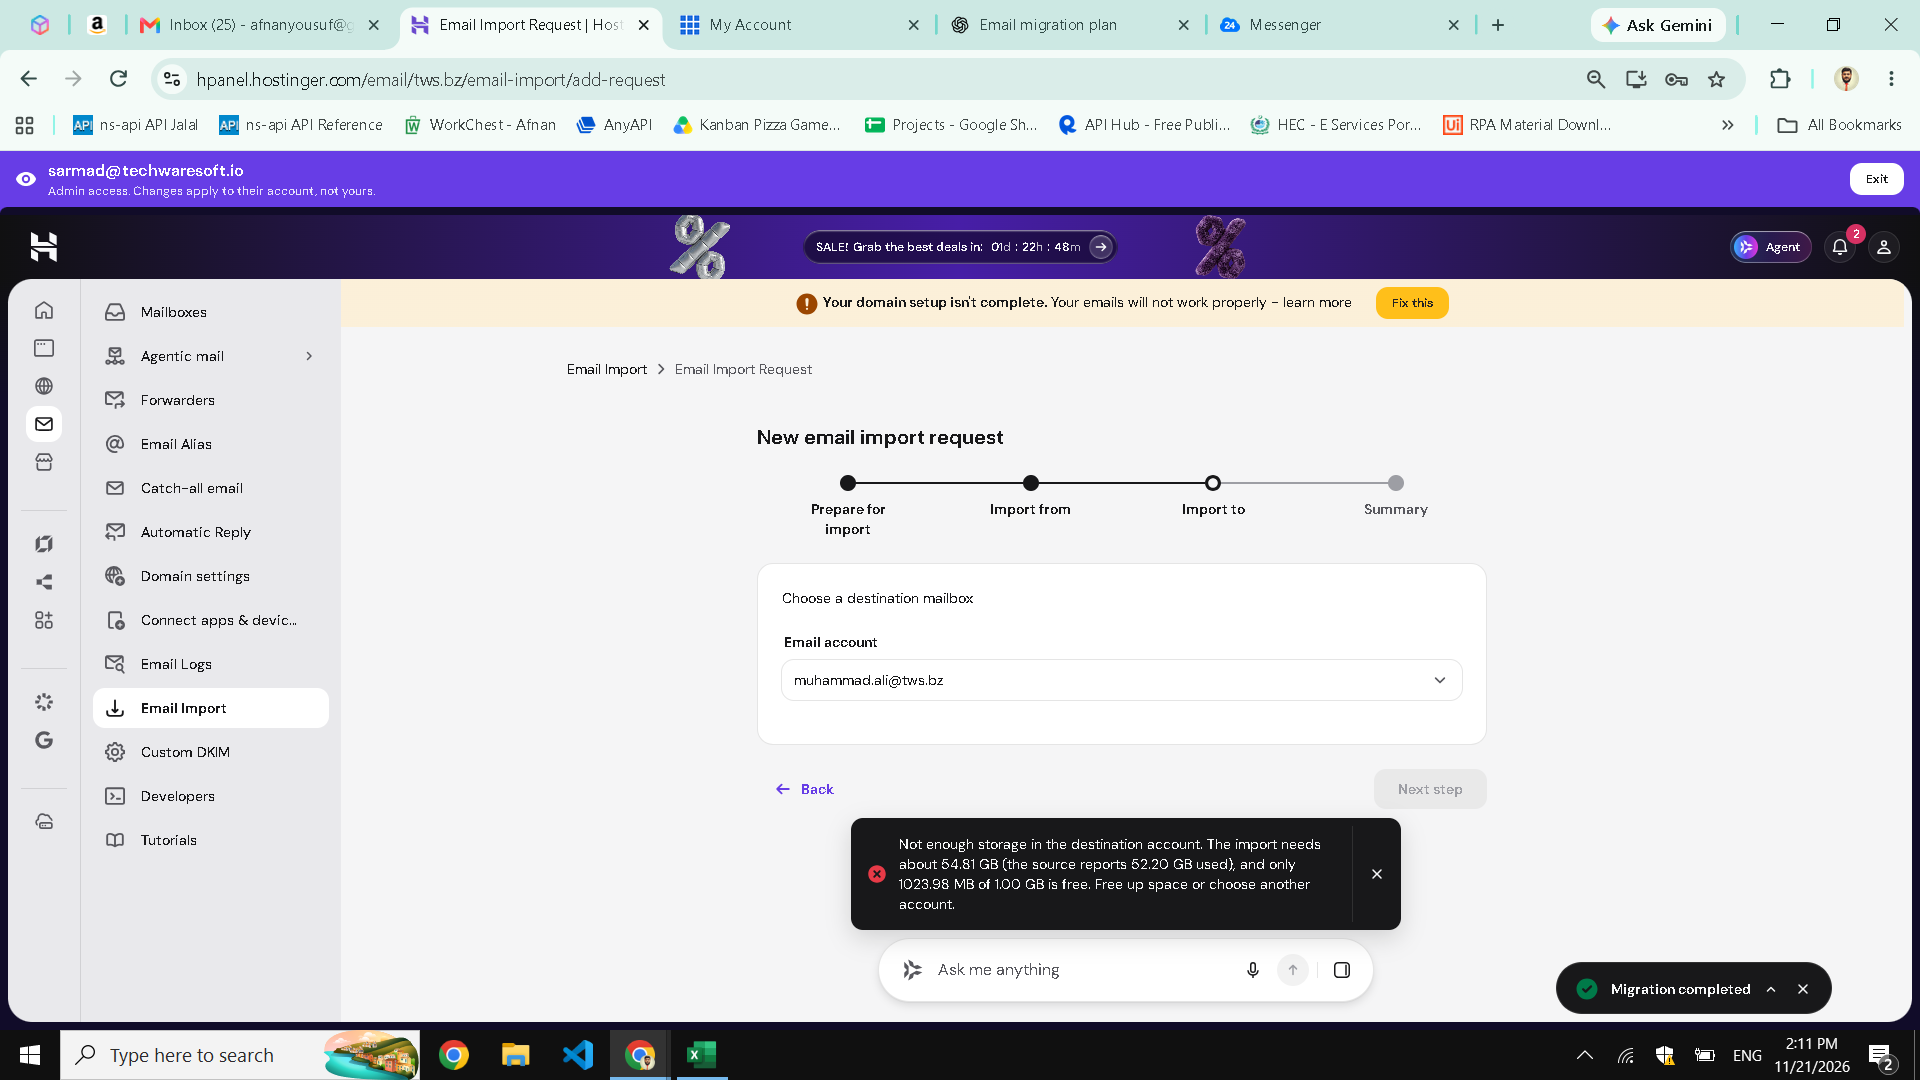 Inbox (25) - afnanyousuf@g
Email Import Request | Host
My Account
Email migration plan
24
Messenger
Ask Gemini
hpanel.hostinger.com/email/tws.bz/email-import/add-request
API
ns-api API Jalal
API
ns-api API Reference
WorkChest - Afnan
AnyAPI
Kanban Pizza Game...
Projects - Google Sh...
API Hub - Free Publi...
HEC - E Services Por...
Ui
RPA Material Downl...
All Bookmarks
sarmad@techwaresoft.io
Admin access. Changes apply to their account, not yours.
Exit
SALE! Grab the best deals in: 01d : 22h : 48m
Agent
2
Your domain setup isn't complete. Your emails will not work properly - learn more
Fix this
Mailboxes
Agentic mail
Forwarders
Email Alias
Catch-all email
Automatic Reply
Domain settings
Connect apps & devic...
Email Logs
Email Import
Custom DKIM
Developers
Tutorials
Email Import > Email Import Request
New email import request
Prepare for
import
Import from
Import to
Summary
Choose a destination mailbox
Email account
muhammad.ali@tws.bz
Back
Next step
Not enough storage in the destination account. The import needs
about 54.81 GB (the source reports 52.20 GB used), and only
1023.98 MB of 1.00 GB is free. Free up space or choose another
account.
Ask me anything
Migration completed
Type here to search
ENG
2:11 PM
11/21/2026
2